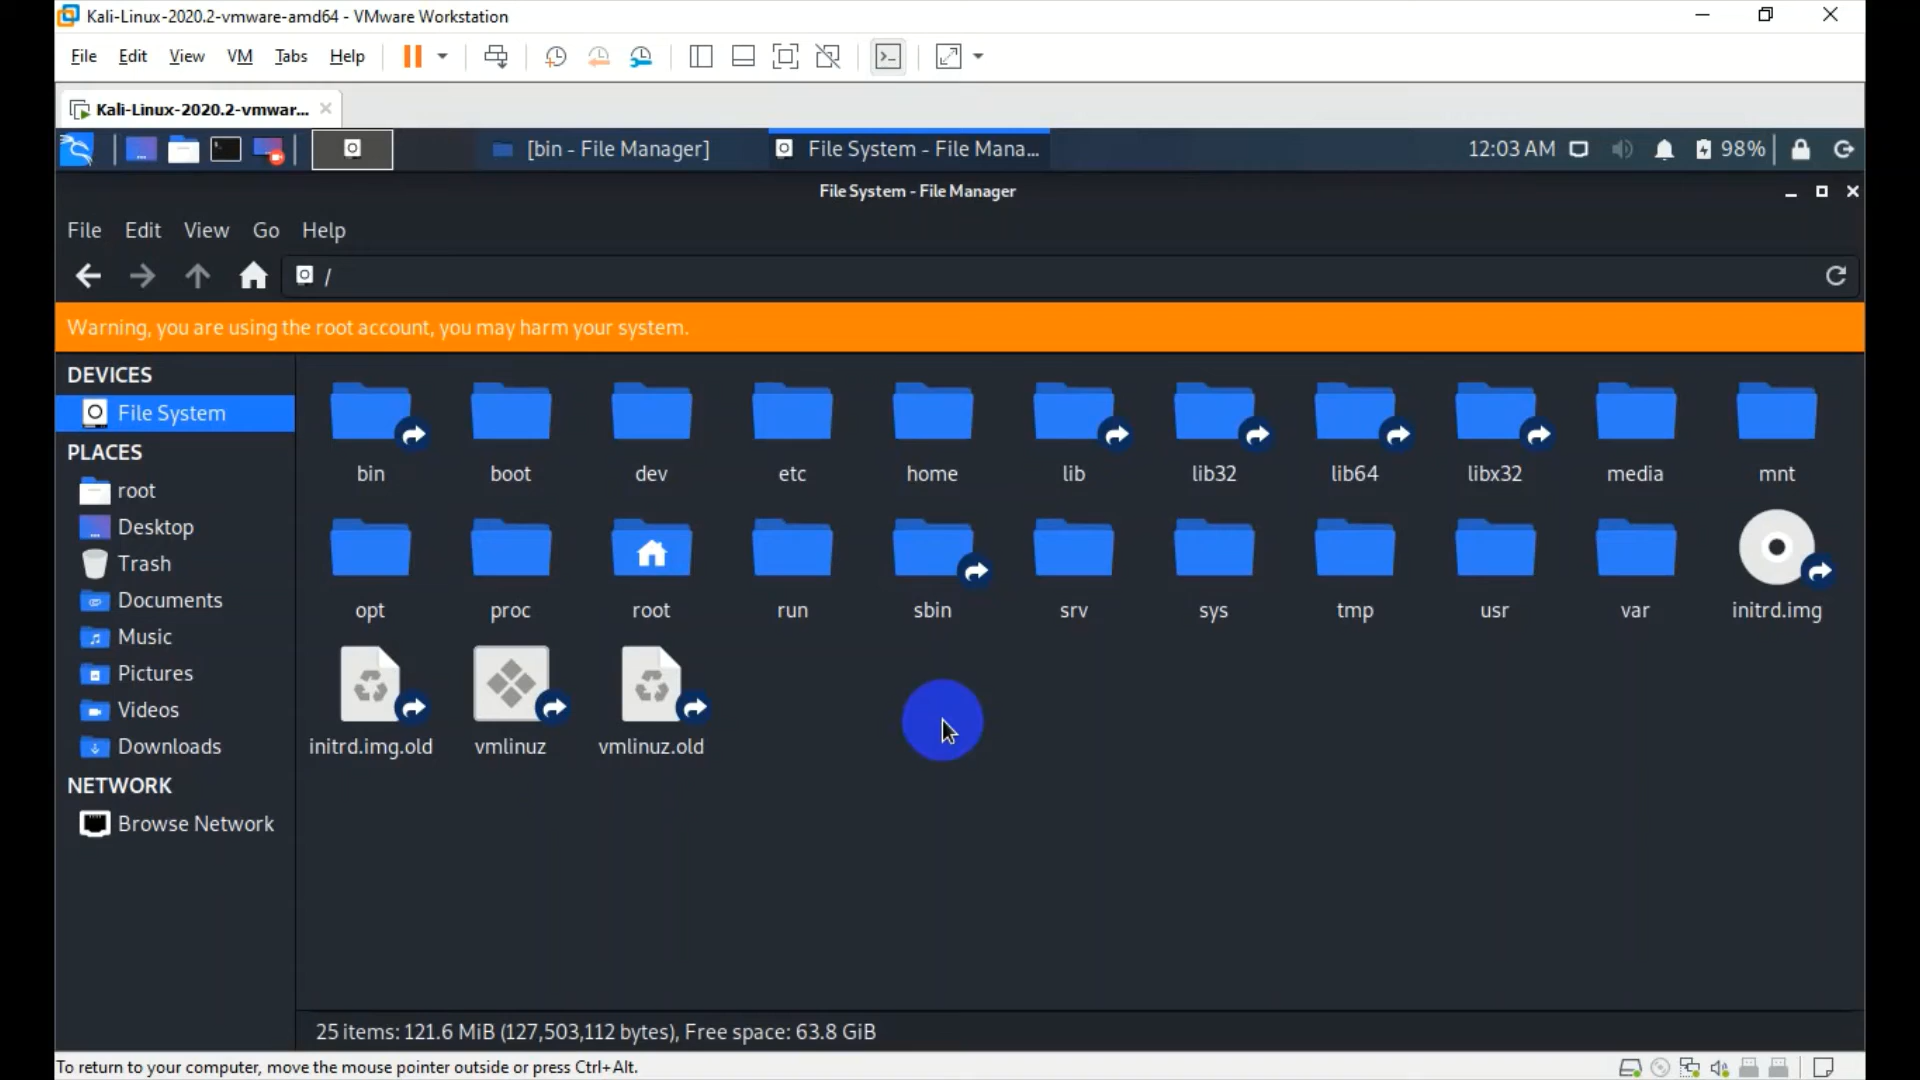 Kali-Linux-2020.2-vmware-amd64 - VMware Workstation
File Edit View VM Tabs Help
Kali-Linux-2020.2-vmwar...
[bin - File Manager] File System - File Mana... 12:03 AM 98%
File System - File Manager
File Edit View Go Help
/
Warning, you are using the root account, you may harm your system.
DEVICES
File System
PLACES
root
Desktop
Trash
Documents
Music
Pictures
Videos
Downloads
NETWORK
Browse Network
bin boot dev etc home lib lib32 lib64 libx32 media mnt
opt proc root run sbin srv sys tmp usr var initrd.img
initrd.img.old vmlinuz vmlinuz.old
25 items: 121.6 MiB (127,503,112 bytes), Free space: 63.8 GiB
To return to your computer, move the mouse pointer outside or press Ctrl+Alt.